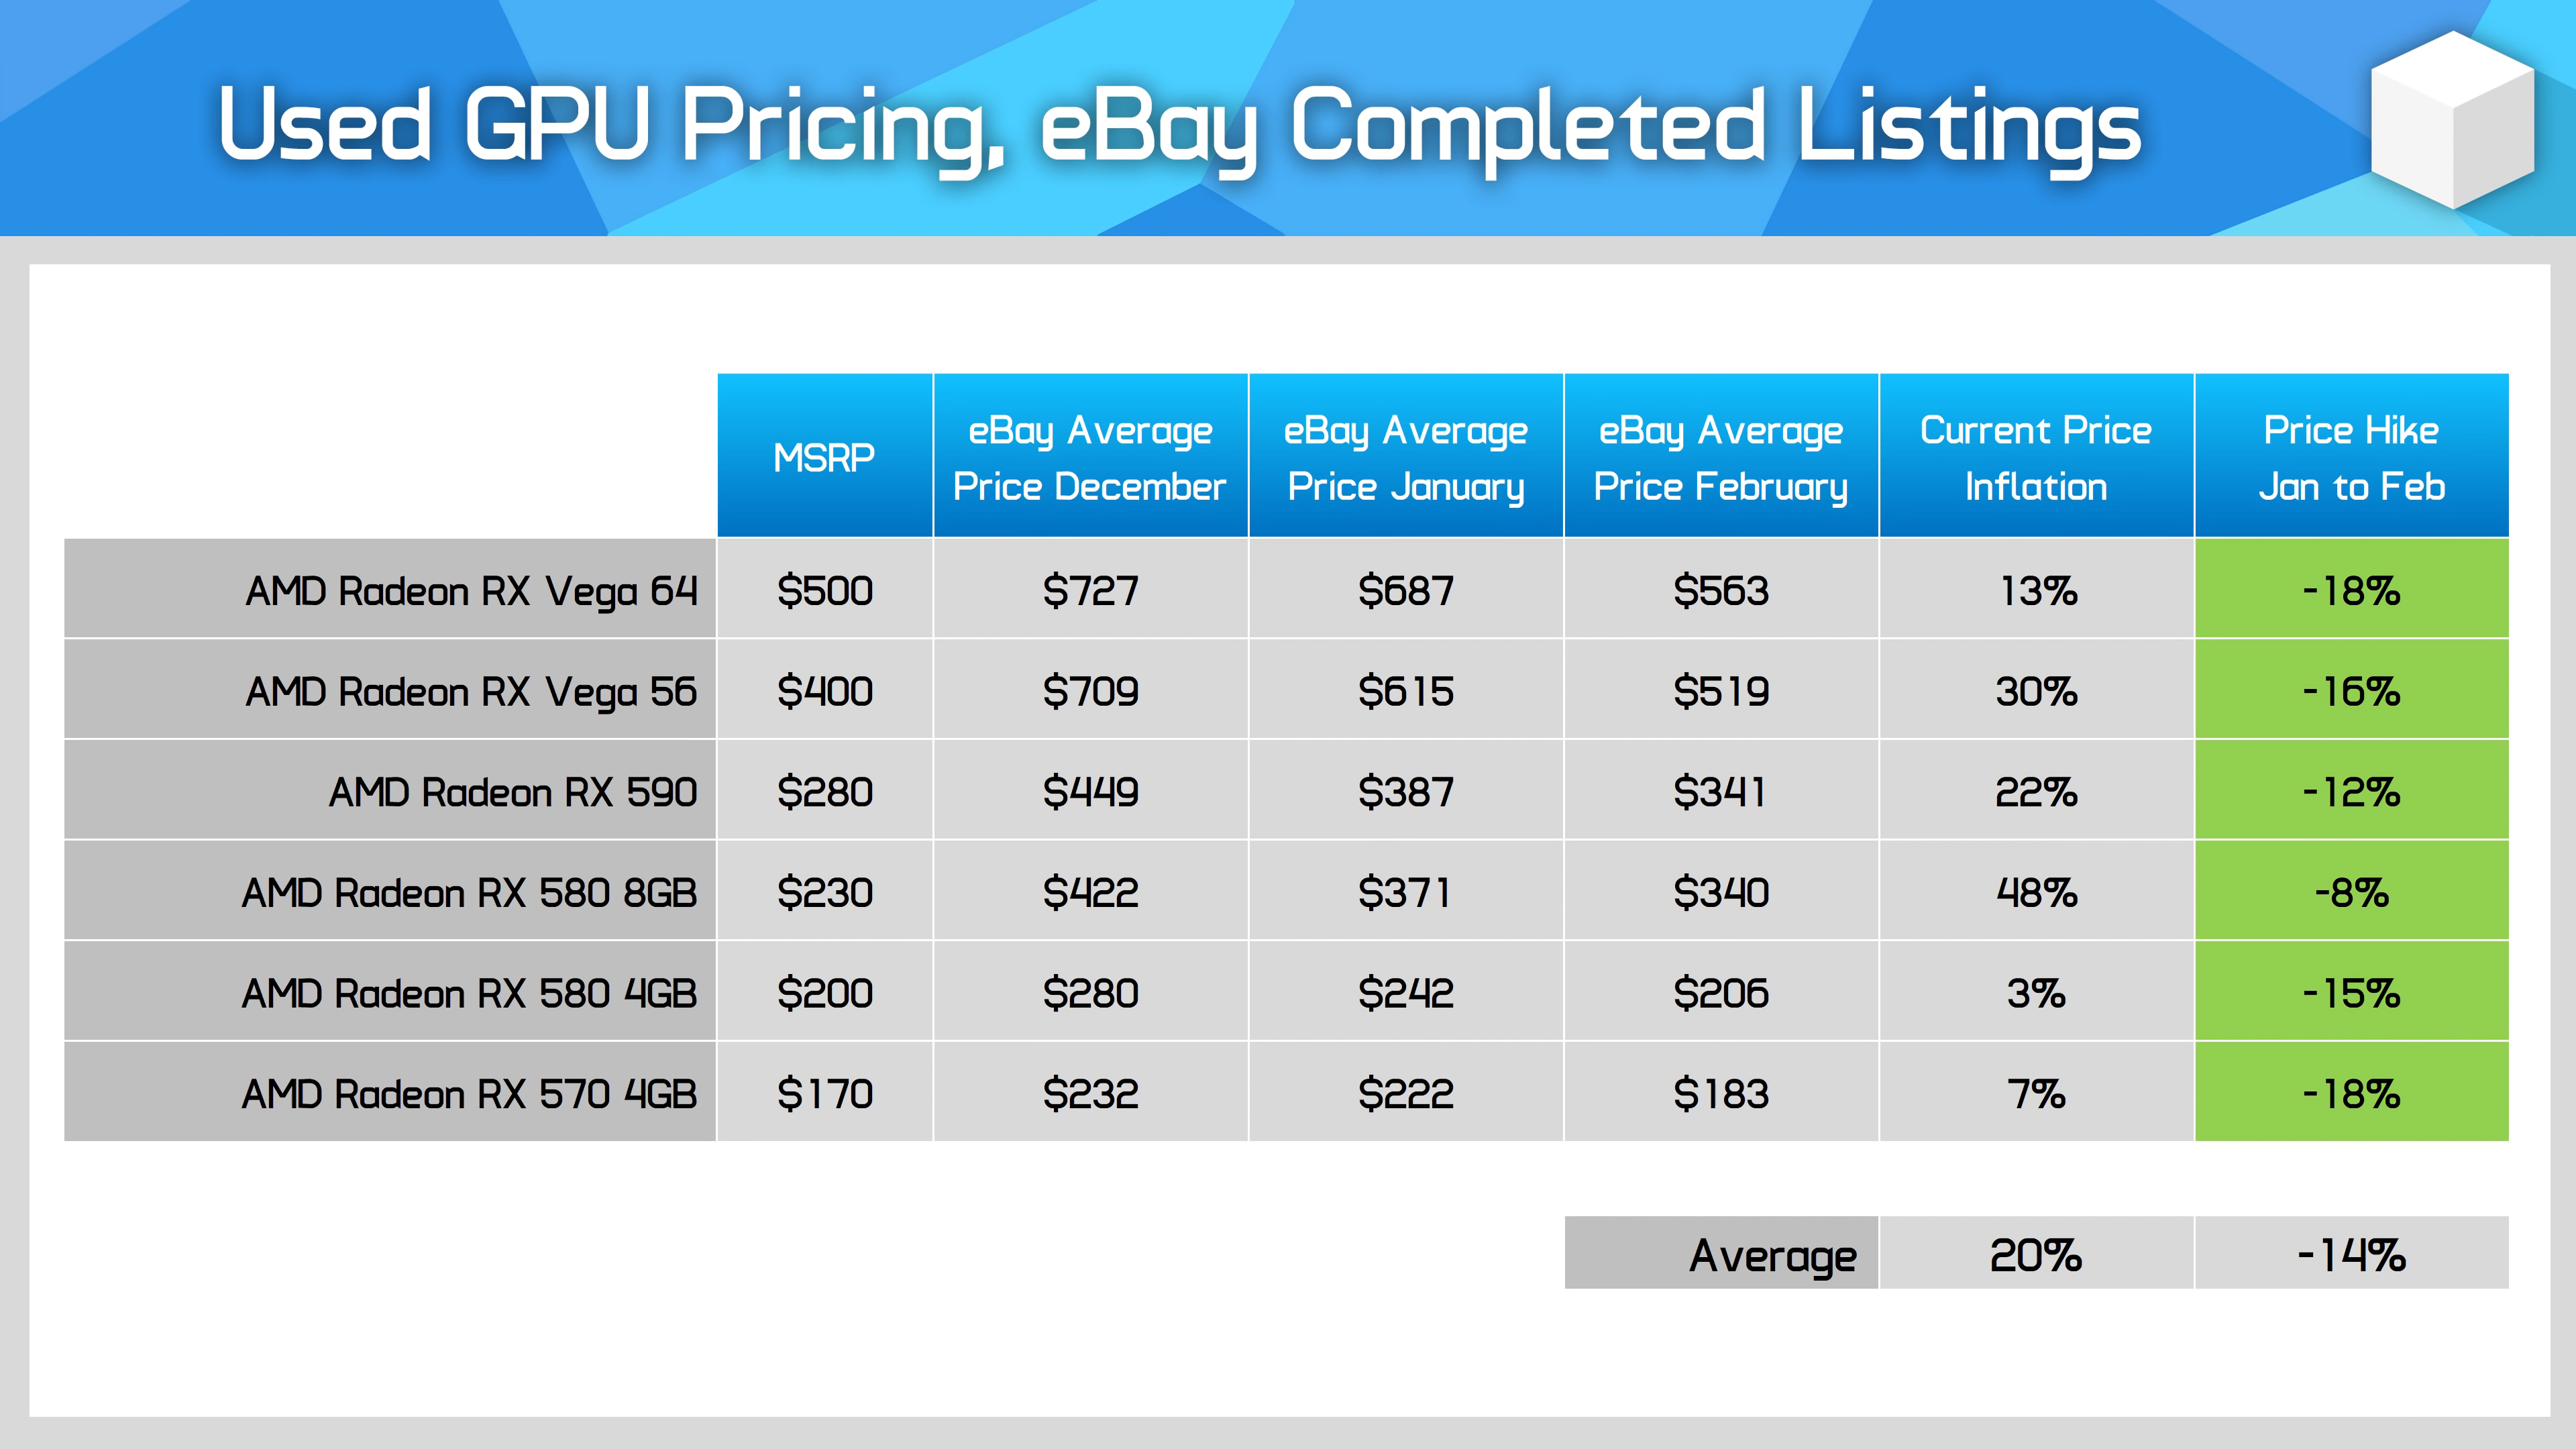 Used GPU Pricing, eBay Completed Listings
MSRP
eBay Average
Price December
eBay Average
Price January
eBay Average
Price February
Current Price
Inflation
Price Hike
Jan to Feb
AMD Radeon RX Vega 64 $500 $727 $687 $563 13% -18%
AMD Radeon RX Vega 56 $400 $709 $615 $519 30% -16%
AMD Radeon RX 590 $280 $449 $387 $341 22% -12%
AMD Radeon RX 580 8GB $230 $422 $371 $340 48% -8%
AMD Radeon RX 580 4GB $200 $280 $242 $206 3% -15%
AMD Radeon RX 570 4GB $170 $232 $222 $183 7% -18%
Average 20% -14%